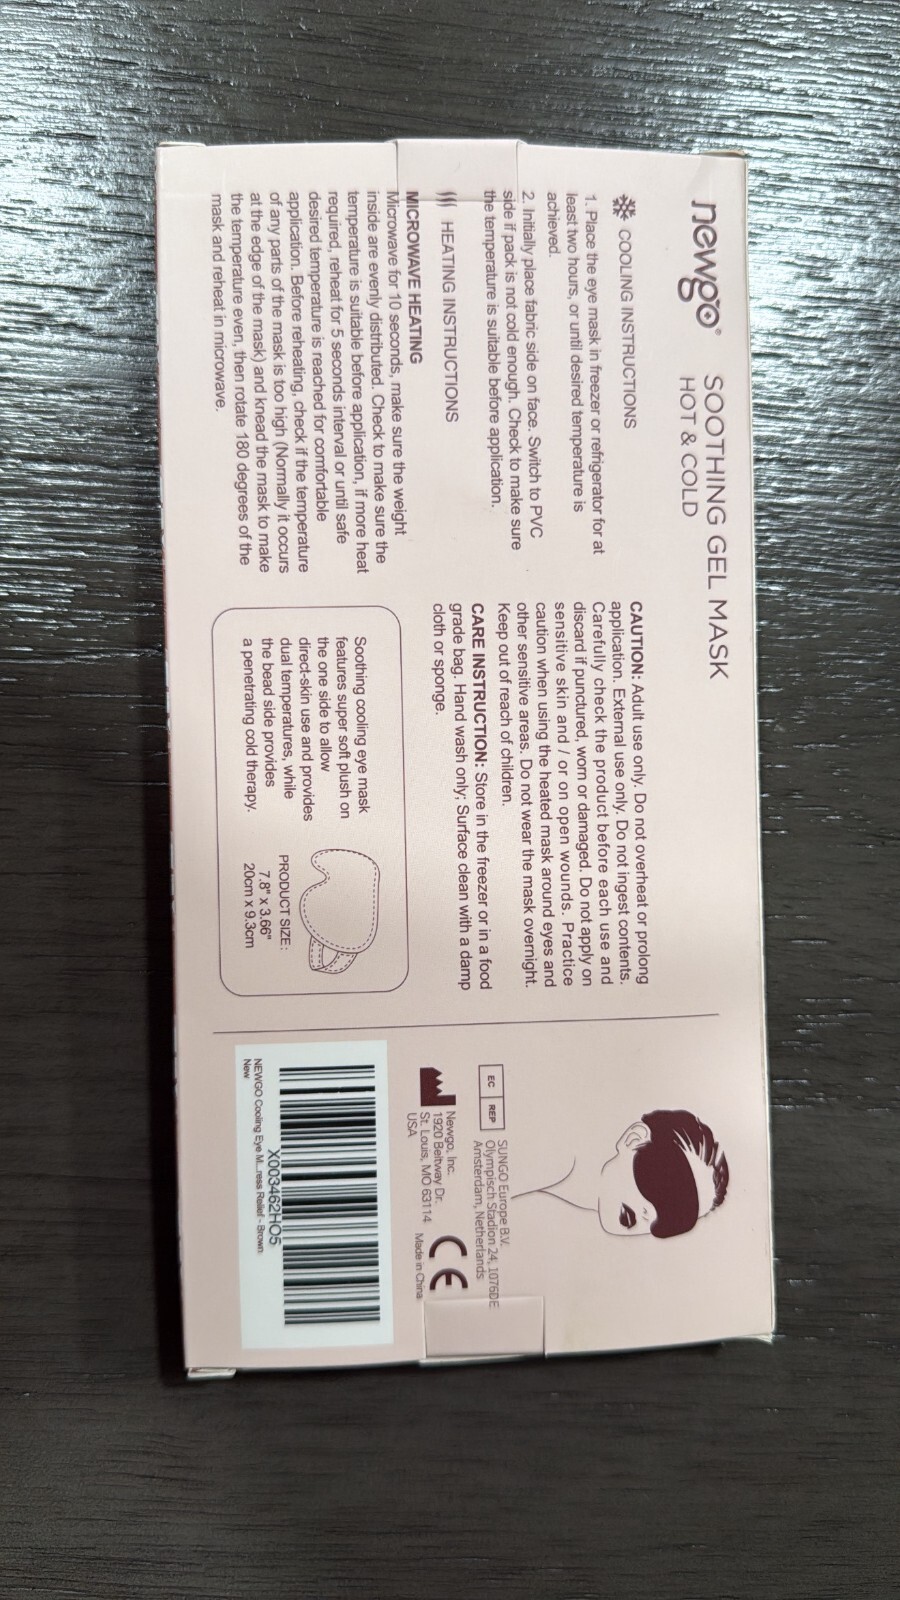 newgo®
SOOTHING GEL MASK
HOT & COLD
COOLING INSTRUCTIONS
1. Place the eye mask in freezer or refrigerator for at
least two hours, or until desired temperature is
achieved.
2. Initially place fabric side on face. Switch to PVC
side if pack is not cold enough. Check to make sure
the temperature is suitable before application.
HEATING INSTRUCTIONS
MICROWAVE HEATING
Microwave for 10 seconds, make sure the weight
inside are evenly distributed. Check to make sure the
temperature is suitable before application, if more heat
required, reheat for 5 seconds interval or until safe
desired temperature is reached for comfortable
application. Before reheating, check if the temperature
of any parts of the mask is too high (Normally it occurs
at the edge of the mask) and knead the mask to make
the temperature even, then rotate 180 degrees of the
mask and reheat in microwave.
CAUTION: Adult use only. Do not overheat or prolong
application. External use only. Do not ingest contents.
Carefully check the product before each use and
discard if punctured, worn or damaged. Do not apply on
sensitive skin and / or on open wounds. Practice
caution when using the heated mask around eyes and
other sensitive areas. Do not wear the mask overnight.
Keep out of reach of children.
CARE INSTRUCTION: Store in the freezer or in a food
grade bag. Hand wash only; Surface clean with a damp
cloth or sponge.
Soothing cooling eye mask
features super soft plush on
the one side to allow
direct-skin use and provides
dual temperatures, while
the bead side provides
a penetrating cold therapy.
PRODUCT SIZE:
7.8" x 3.66"
20cm x 9.3cm
EC REP
SUNGO Europe B.V.
Olympisch Stadion 24, 1076DE
Amsterdam, Netherlands
Newgo, Inc.
1920 Beltway Dr.
St. Louis, MO 63114
USA
CE
Made in China
X003462HO5
NEWGO Cooling Eye M...ress Relief - Brown
New